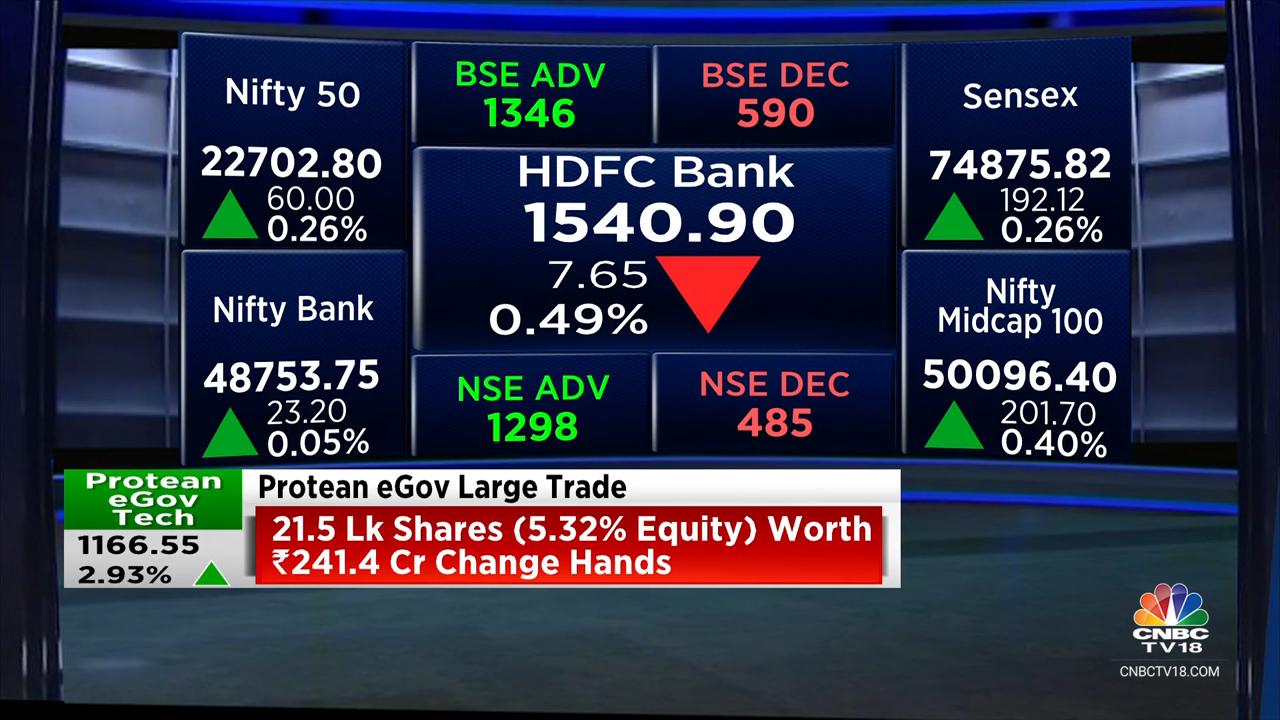 Nifty 50
22702.80
60.00
0.26%
BSE ADV
1346
BSE DEC
590
Sensex
74875.82
192.12
0.26%
HDFC Bank
1540.90
7.65
0.49%
Nifty Bank
48753.75
23.20
0.05%
NSE ADV
1298
NSE DEC
485
Nifty
Midcap 100
50096.40
201.70
0.40%
Protean
eGov
Tech
1166.55
2.93%
Protean eGov Large Trade
21.5 Lk Shares (5.32% Equity) Worth
₹241.4 Cr Change Hands
CNBC
TV18
CNBCTV18.COM